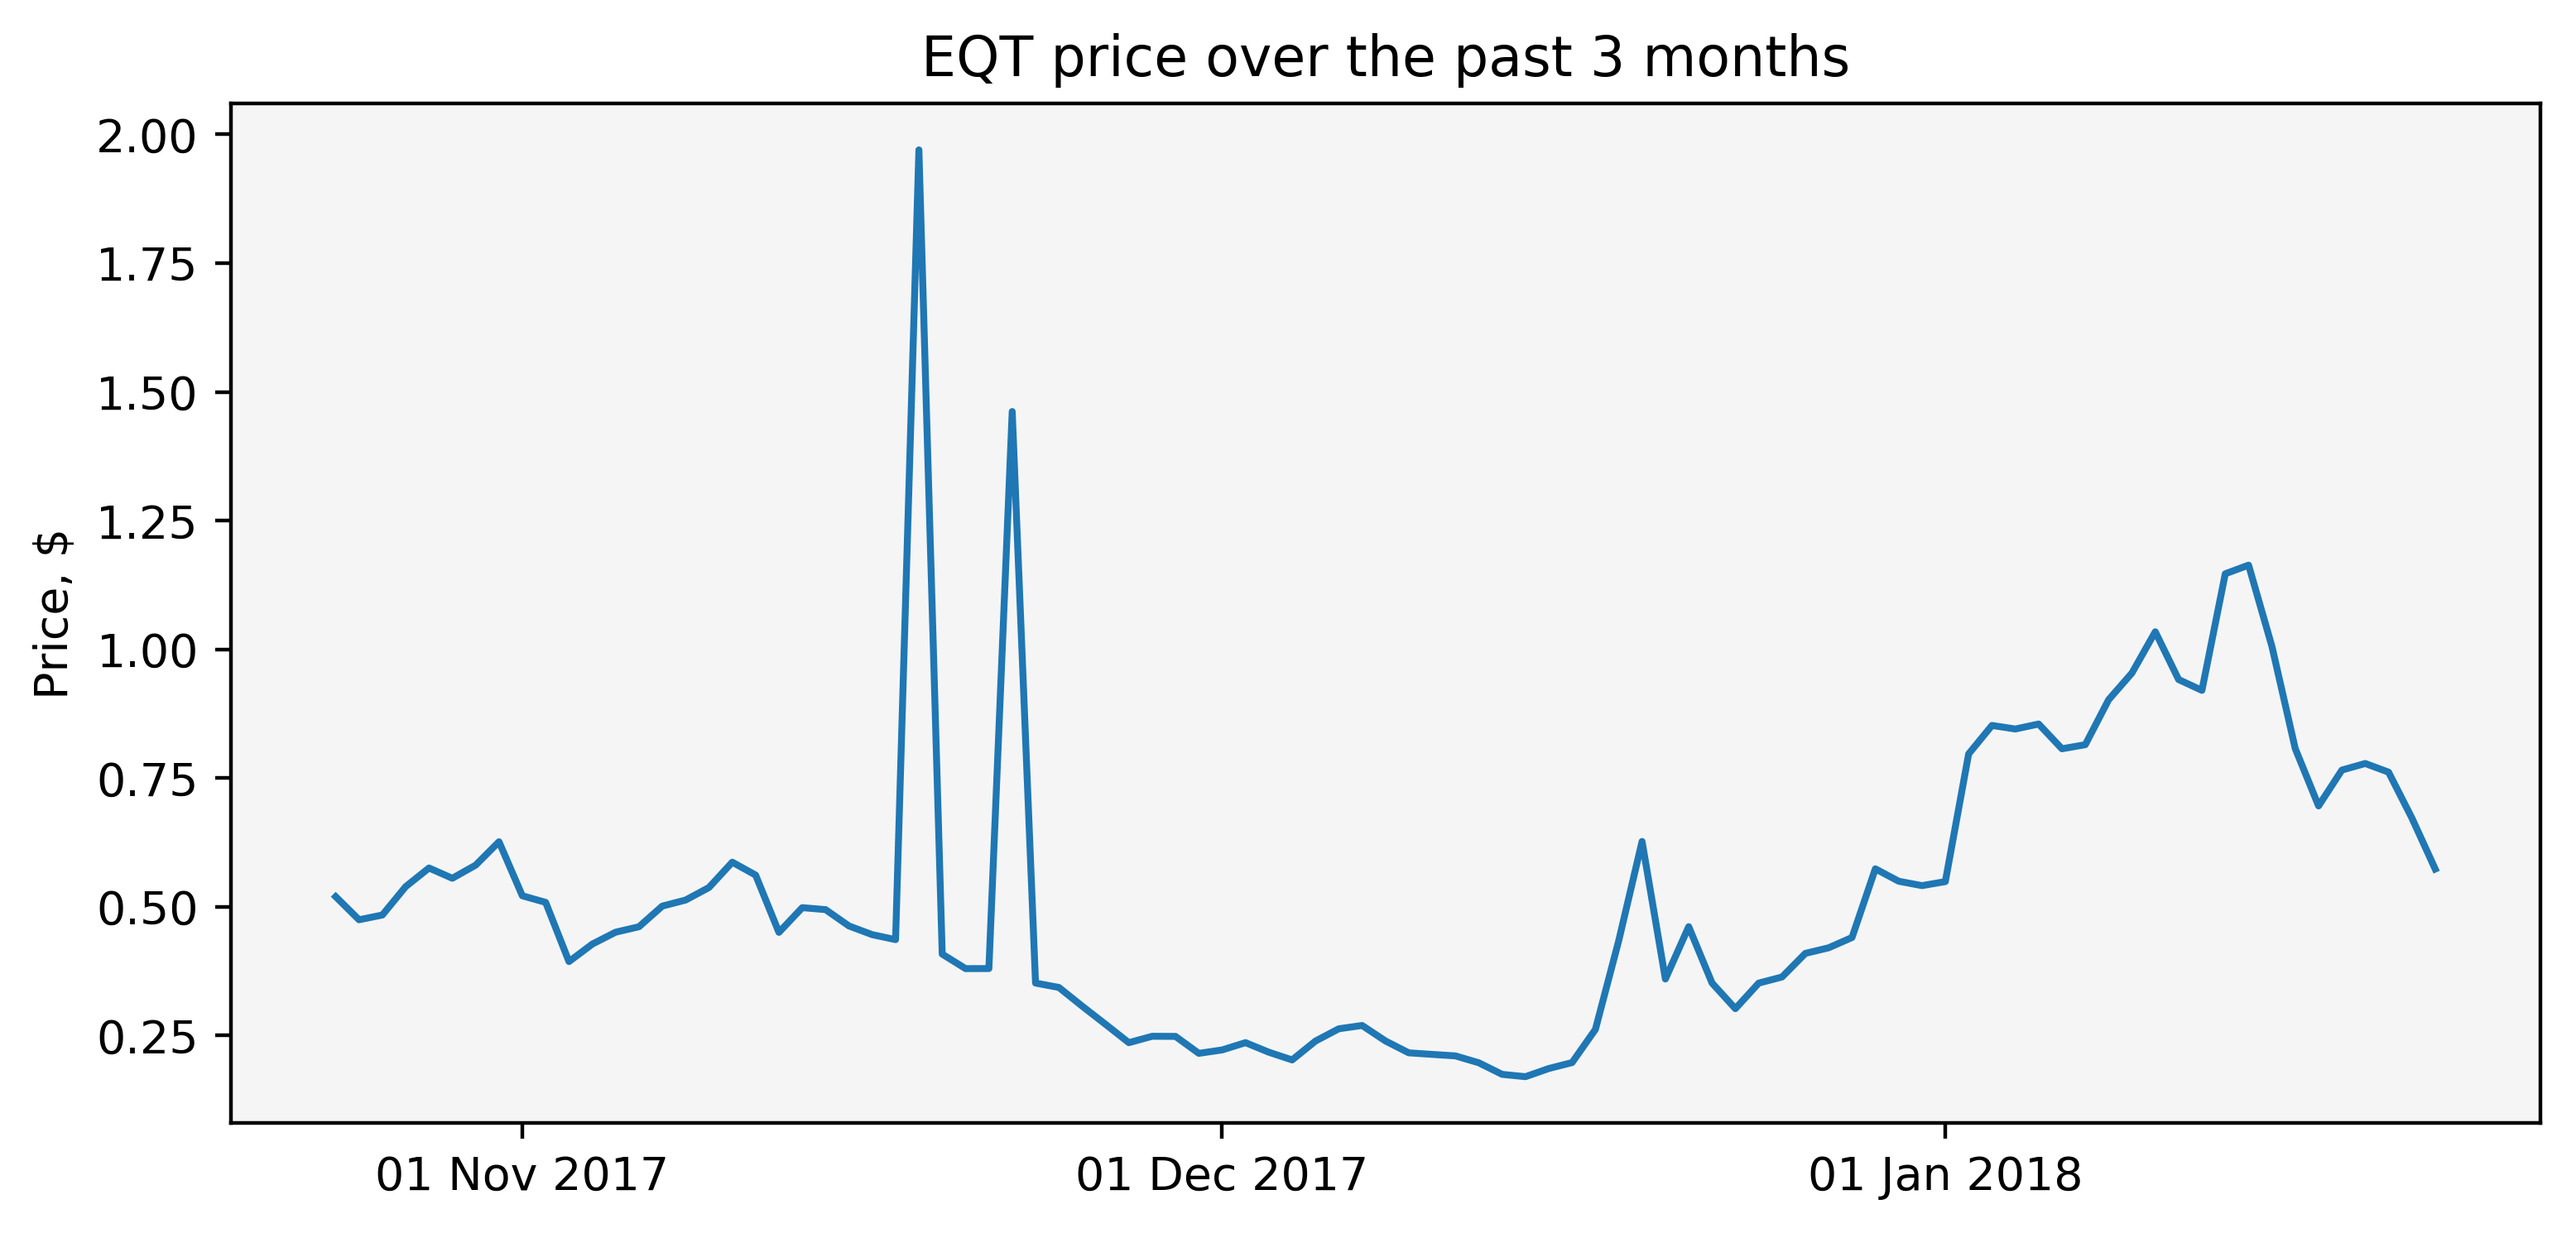 EQT price over the past 3 months
Price, $
2.00
1.75
1.50
1.25
1.00
0.75
0.50
0.25
01 Nov 2017
01 Dec 2017
01 Jan 2018